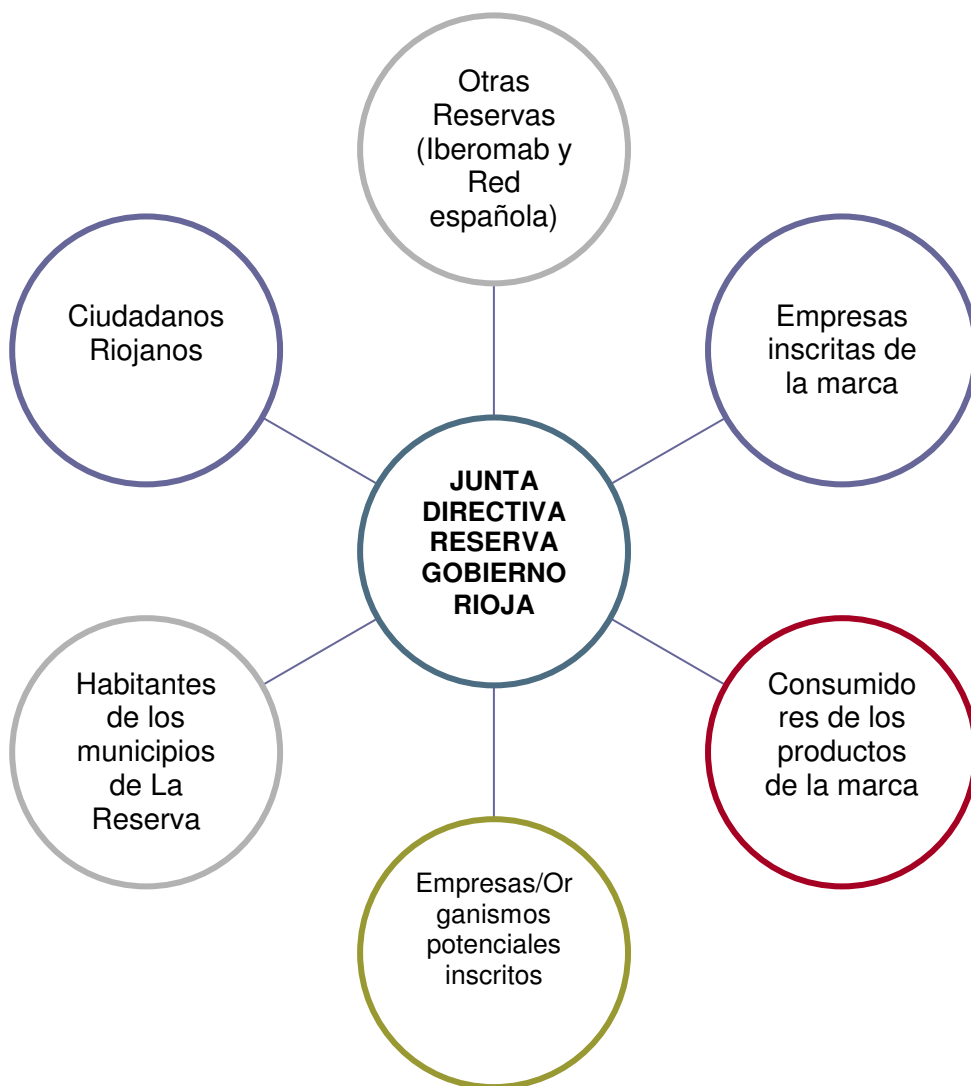 Otras
Reservas
(Iberomab y
Red
española)
Ciudadanos
Riojanos
Empresas
inscritas de
la marca
JUNTA
DIRECTIVA
RESERVA
GOBIERNO
RIOJA
Habitantes
de los
municipios
de La
Reserva
Consumido
res de los
productos
de la marca
Empresas/Or
ganismos
potenciales
inscritos